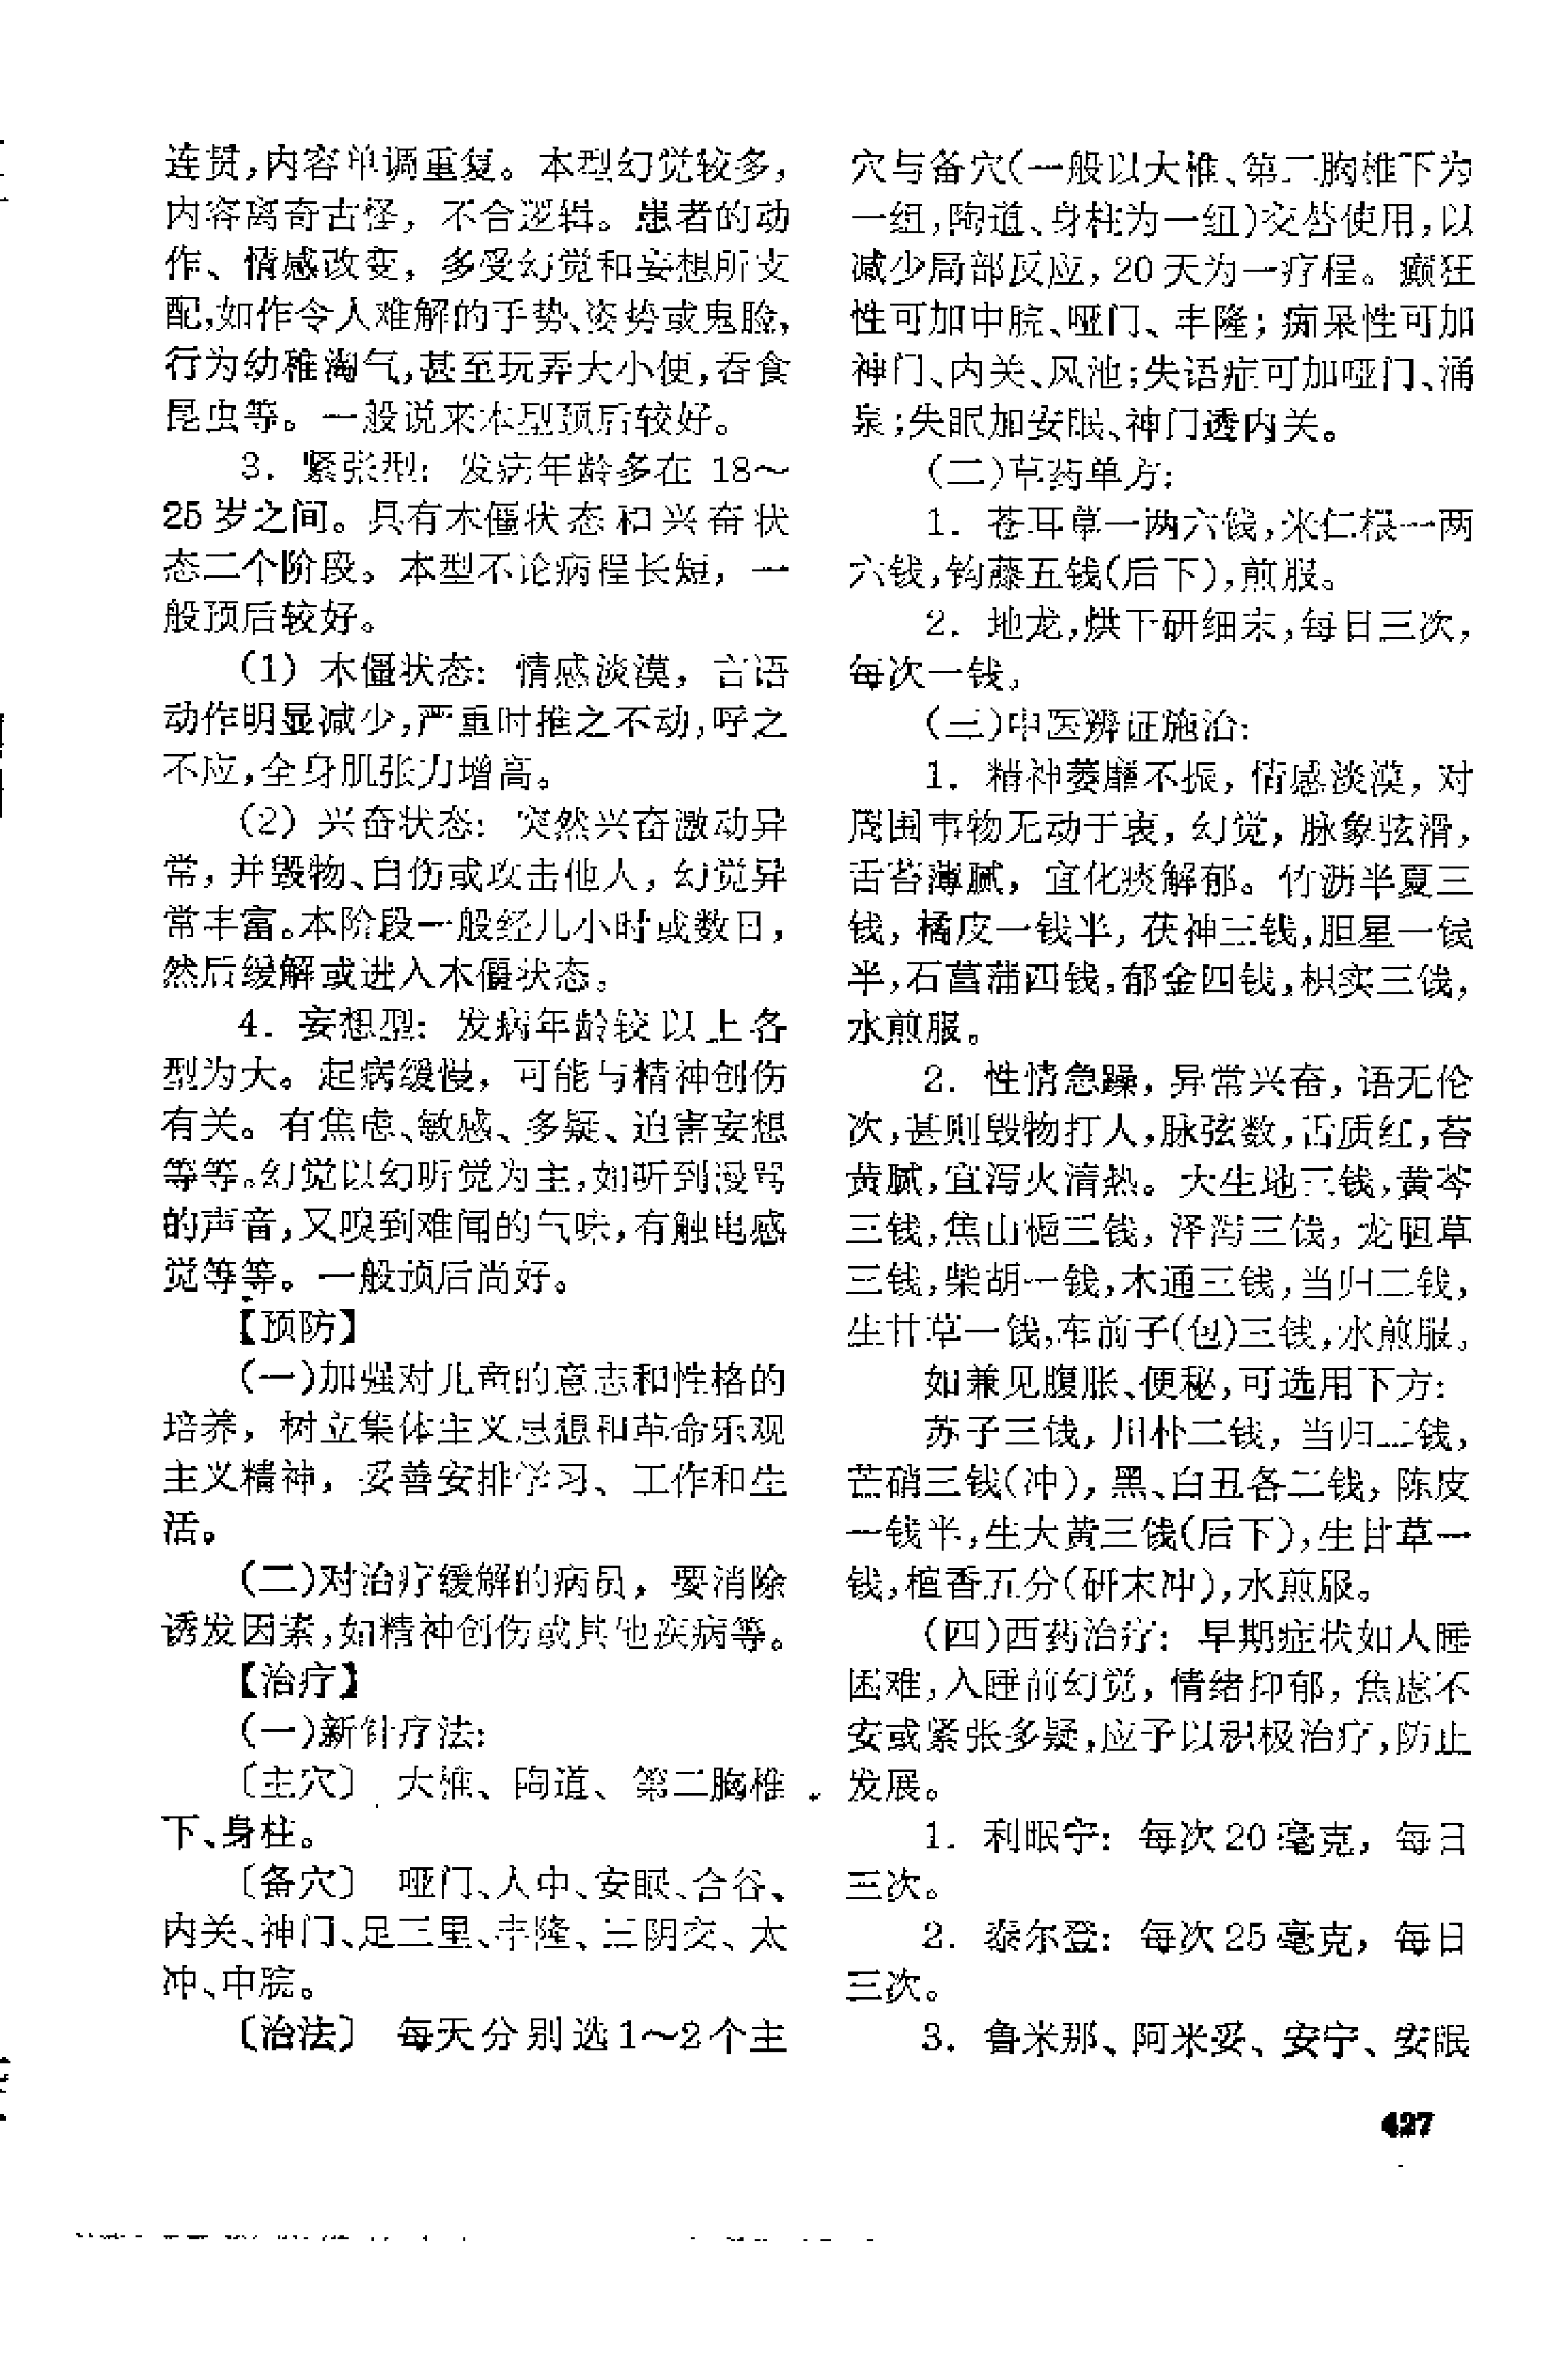 连贯,内容单调重复。本型幻觉较多,
内容离奇古怪，不合逻辑。患者的动
作、情感改变，多受幻觉和妄想所支
配,如作令人难解的手势、姿势或鬼脸,
行为幼稚淘气,甚至玩弄大小便,吞食
昆虫等。一般说来本型预后较好。
3. 紧张型：发病年龄多在 18～
25岁之间。具有木僵状态和兴奋状
态二个阶段。本型不论病程长短，一
般预后较好。
（1）木僵状态：情感淡漠，言语
动作明显减少,严重时推之不动,呼之
不应,全身肌张力增高。
（2）兴奋状态：突然兴奋激动异
常，并毁物、自伤或攻击他人，幻觉异
常丰富。本阶段一般经几小时或数日,
然后缓解或进入木僵状态。
4. 妄想型：发病年龄较以上各
型为大。起病缓慢，可能与精神创伤
有关。有焦虑、敏感、多疑、迫害妄想
等等。幻觉以幻听觉为主,如听到漫骂
的声音,又嗅到难闻的气味,有触电感
觉等等。一般预后尚好。
【预防】
(一)加强对儿童的意志和性格的
培养，树立集体主义思想和革命乐观
主义精神，妥善安排学习、工作和生
活。
(二)对治疗缓解的病员，要消除
诱发因素,如精神创伤或其他疾病等。
【治疗】
(一)新针疗法:
〔主穴〕 大椎、陶道、第二胸椎
下、身柱。
〔备穴〕 哑门、人中、安眠、合谷、
内关、神门、足三里、丰隆、三阴交、太
冲、中脘。
〔治法〕 每天分别选1～2个主
穴与备穴(一般以大椎、第二胸椎下为
一组,陶道、身柱为一组)交替使用,以
减少局部反应，20天为一疗程。癫狂
性可加中脘、哑门、丰隆；痴呆性可加
神门、内关、风池;失语症可加哑门、涌
泉;失眠加安眠、神门透内关。
(二)草药单方:
1. 苍耳草一两六钱,米仁根一两
六钱,钩藤五钱(后下),煎服。
2. 地龙,烘干研细末,每日三次,
每次一钱。
(三)中医辨证施治:
1. 精神萎靡不振，情感淡漠，对
周围事物无动于衷，幻觉，脉象弦滑,
舌苔薄腻，宜化痰解郁。竹沥半夏三
钱，橘皮一钱半，茯神三钱,胆星一钱
半,石菖蒲四钱,郁金四钱,枳实三钱,
水煎服。
2. 性情急躁，异常兴奋，语无伦
次,甚则毁物打人,脉弦数,舌质红,苔
黄腻,宜泻火清热。大生地三钱,黄芩
三钱,焦山栀三钱，泽泻三钱，龙胆草
三钱,柴胡一钱,木通三钱,当归二钱,
生甘草一钱,车前子(包)三钱,水煎服。
如兼见腹胀、便秘,可选用下方:
苏子三钱，川朴二钱，当归二钱,
芒硝三钱(冲)，黑、白丑各二钱，陈皮
一钱半,生大黄三钱(后下),生甘草一
钱,檀香五分(研末冲),水煎服。
(四)西药治疗：早期症状如入睡
困难,入睡前幻觉，情绪抑郁，焦虑不
安或紧张多疑,应予以积极治疗,防止
发展。
1. 利眠宁：每次20毫克，每日
三次。
2. 泰尔登：每次25毫克，每日
三次。
3. 鲁米那、阿米妥、安宁、安眠
427